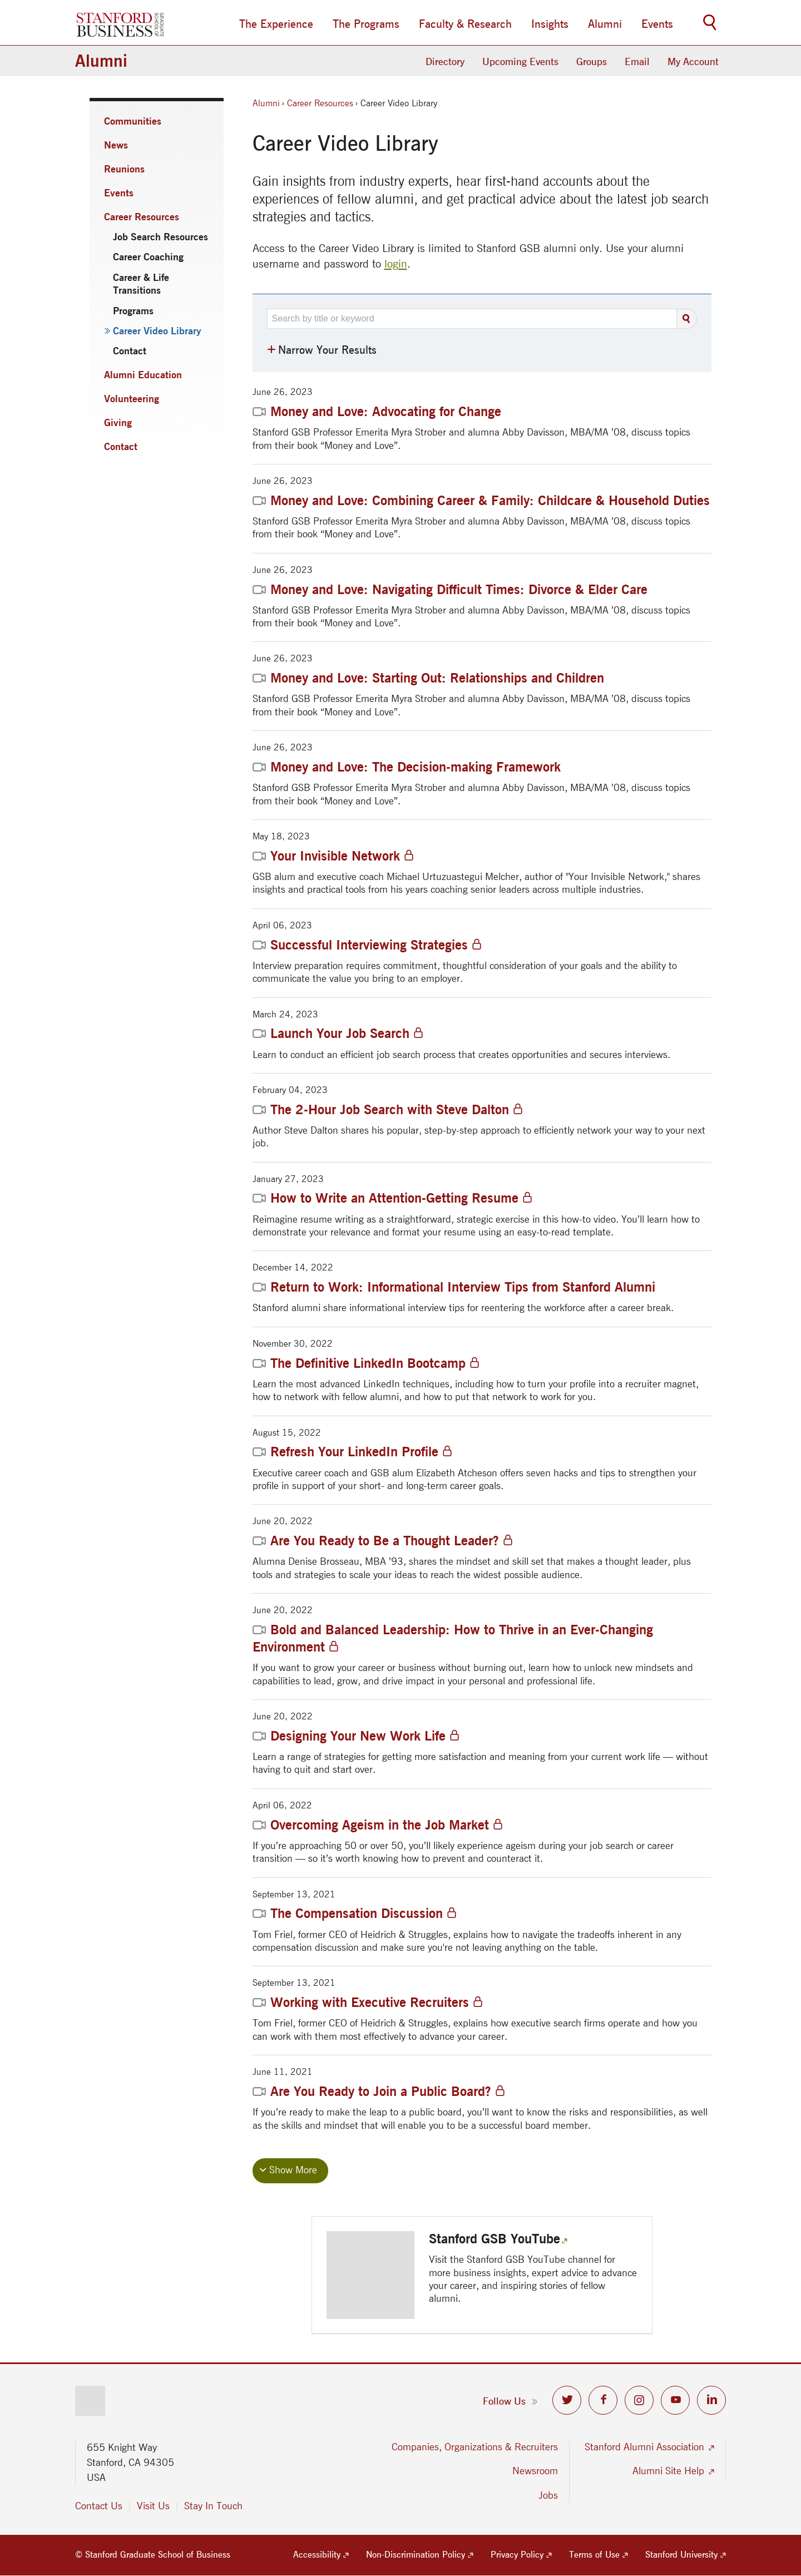 STANFORD
BUSINESS
GRADUATE
SCHOOL OF
The Experience
The Programs
Faculty & Research
Insights
Alumni
Events
Alumni
Directory
Upcoming Events
Groups
Email
My Account
Communities
News
Reunions
Events
Career Resources
Job Search Resources
Career Coaching
Career & Life
Transitions
Programs
Career Video Library
Contact
Alumni Education
Volunteering
Giving
Contact
Alumni › Career Resources › Career Video Library
Career Video Library
Gain insights from industry experts, hear first-hand accounts about the
experiences of fellow alumni, and get practical advice about the latest job search
strategies and tactics.
Access to the Career Video Library is limited to Stanford GSB alumni only. Use your alumni
username and password to login.
Search by title or keyword
+ Narrow Your Results
June 26, 2023
Money and Love: Advocating for Change
Stanford GSB Professor Emerita Myra Strober and alumna Abby Davisson, MBA/MA ’08, discuss topics
from their book “Money and Love”.
June 26, 2023
Money and Love: Combining Career & Family: Childcare & Household Duties
Stanford GSB Professor Emerita Myra Strober and alumna Abby Davisson, MBA/MA ’08, discuss topics
from their book “Money and Love”.
June 26, 2023
Money and Love: Navigating Difficult Times: Divorce & Elder Care
Stanford GSB Professor Emerita Myra Strober and alumna Abby Davisson, MBA/MA ’08, discuss topics
from their book “Money and Love”.
June 26, 2023
Money and Love: Starting Out: Relationships and Children
Stanford GSB Professor Emerita Myra Strober and alumna Abby Davisson, MBA/MA ’08, discuss topics
from their book “Money and Love”.
June 26, 2023
Money and Love: The Decision-making Framework
Stanford GSB Professor Emerita Myra Strober and alumna Abby Davisson, MBA/MA ’08, discuss topics
from their book “Money and Love”.
May 18, 2023
Your Invisible Network
GSB alum and executive coach Michael Urtuzuastegui Melcher, author of "Your Invisible Network," shares
insights and practical tools from his years coaching senior leaders across multiple industries.
April 06, 2023
Successful Interviewing Strategies
Interview preparation requires commitment, thoughtful consideration of your goals and the ability to
communicate the value you bring to an employer.
March 24, 2023
Launch Your Job Search
Learn to conduct an efficient job search process that creates opportunities and secures interviews.
February 04, 2023
The 2-Hour Job Search with Steve Dalton
Author Steve Dalton shares his popular, step-by-step approach to efficiently network your way to your next
job.
January 27, 2023
How to Write an Attention-Getting Resume
Reimagine resume writing as a straightforward, strategic exercise in this how-to video. You’ll learn how to
demonstrate your relevance and format your resume using an easy-to-read template.
December 14, 2022
Return to Work: Informational Interview Tips from Stanford Alumni
Stanford alumni share informational interview tips for reentering the workforce after a career break.
November 30, 2022
The Definitive LinkedIn Bootcamp
Learn the most advanced LinkedIn techniques, including how to turn your profile into a recruiter magnet,
how to network with fellow alumni, and how to put that network to work for you.
August 15, 2022
Refresh Your LinkedIn Profile
Executive career coach and GSB alum Elizabeth Atcheson offers seven hacks and tips to strengthen your
profile in support of your short- and long-term career goals.
June 20, 2022
Are You Ready to Be a Thought Leader?
Alumna Denise Brosseau, MBA ’93, shares the mindset and skill set that makes a thought leader, plus
tools and strategies to scale your ideas to reach the widest possible audience.
June 20, 2022
Bold and Balanced Leadership: How to Thrive in an Ever-Changing
Environment
If you want to grow your career or business without burning out, learn how to unlock new mindsets and
capabilities to lead, grow, and drive impact in your personal and professional life.
June 20, 2022
Designing Your New Work Life
Learn a range of strategies for getting more satisfaction and meaning from your current work life — without
having to quit and start over.
April 06, 2022
Overcoming Ageism in the Job Market
If you’re approaching 50 or over 50, you’ll likely experience ageism during your job search or career
transition — so it’s worth knowing how to prevent and counteract it.
September 13, 2021
The Compensation Discussion
Tom Friel, former CEO of Heidrich & Struggles, explains how to navigate the tradeoffs inherent in any
compensation discussion and make sure you're not leaving anything on the table.
September 13, 2021
Working with Executive Recruiters
Tom Friel, former CEO of Heidrich & Struggles, explains how executive search firms operate and how you
can work with them most effectively to advance your career.
June 11, 2021
Are You Ready to Join a Public Board?
If you’re ready to make the leap to a public board, you’ll want to know the risks and responsibilities, as well
as the skills and mindset that will enable you to be a successful board member.
Show More
Stanford GSB YouTube
Visit the Stanford GSB YouTube channel for
more business insights, expert advice to advance
your career, and inspiring stories of fellow
alumni.
Follow Us
655 Knight Way
Stanford, CA 94305
USA
Contact Us
Visit Us
Stay In Touch
Companies, Organizations & Recruiters
Newsroom
Jobs
Stanford Alumni Association
Alumni Site Help
© Stanford Graduate School of Business
Accessibility
Non-Discrimination Policy
Privacy Policy
Terms of Use
Stanford University